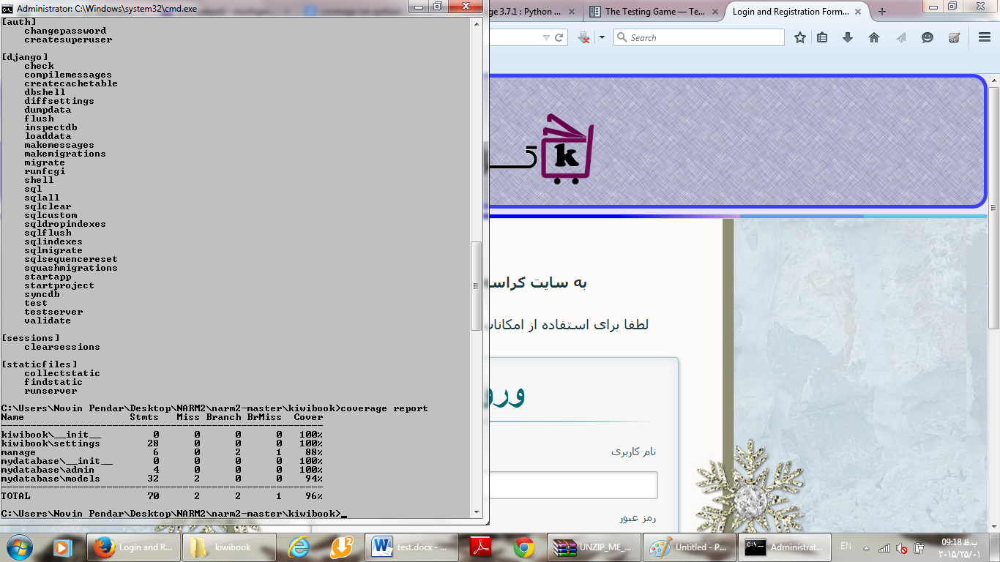 Administrator: C:\Windows\system32\cmd.exe
[auth]
    changepassword
    createsuperuser
[django]
    check
    compilemessages
    createcachetable
    dbshell
    diffsettings
    dumpdata
    flush
    inspectdb
    loaddata
    makemessages
    makemigrations
    migrate
    runfcgi
    shell
    sql
    sqlall
    sqlclear
    sqlcustom
    sqldropindexes
    sqlflush
    sqlindexes
    sqlmigrate
    sqlsequencereset
    squashmigrations
    startapp
    startproject
    syncdb
    test
    testserver
    validate
[sessions]
    clearsessions
[staticfiles]
    collectstatic
    findstatic
    runserver
C:\Users\Novin Pendar\Desktop\NARM2\narm2-master\kiwibook>coverage report
Name Stmts Miss Branch BrMiss Cover
kiwibook\__init__ 0 0 0 0 100%
kiwibook\settings 28 0 0 0 100%
manage 6 0 2 1 88%
mydatabase\__init__ 0 0 0 0 100%
mydatabase\admin 4 0 0 0 100%
mydatabase\models 32 2 0 0 94%
TOTAL 70 2 2 1 96%
C:\Users\Novin Pendar\Desktop\NARM2\narm2-master\kiwibook>
ge 3.7.1 : Python ...
The Testing Game — Te...
Login and Registration Form...
Search
k
به سایت کراس
لطفا برای استفاده از امکانات
ورو
نام کاربری
رمز عبور
Login and R...
kiwibook
test.docx - ...
UNZIP_ME_...
Untitled - P...
Administrat...
EN
09:18 ب.ظ
۲۰۱۵/۲۵/۰۱